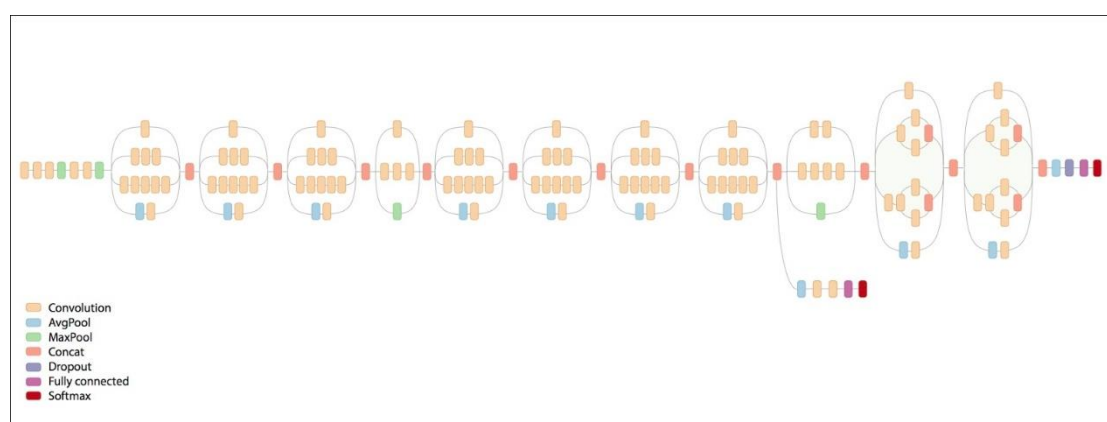 Convolution
AvgPool
MaxPool
Concat
Dropout
Fully connected
Softmax